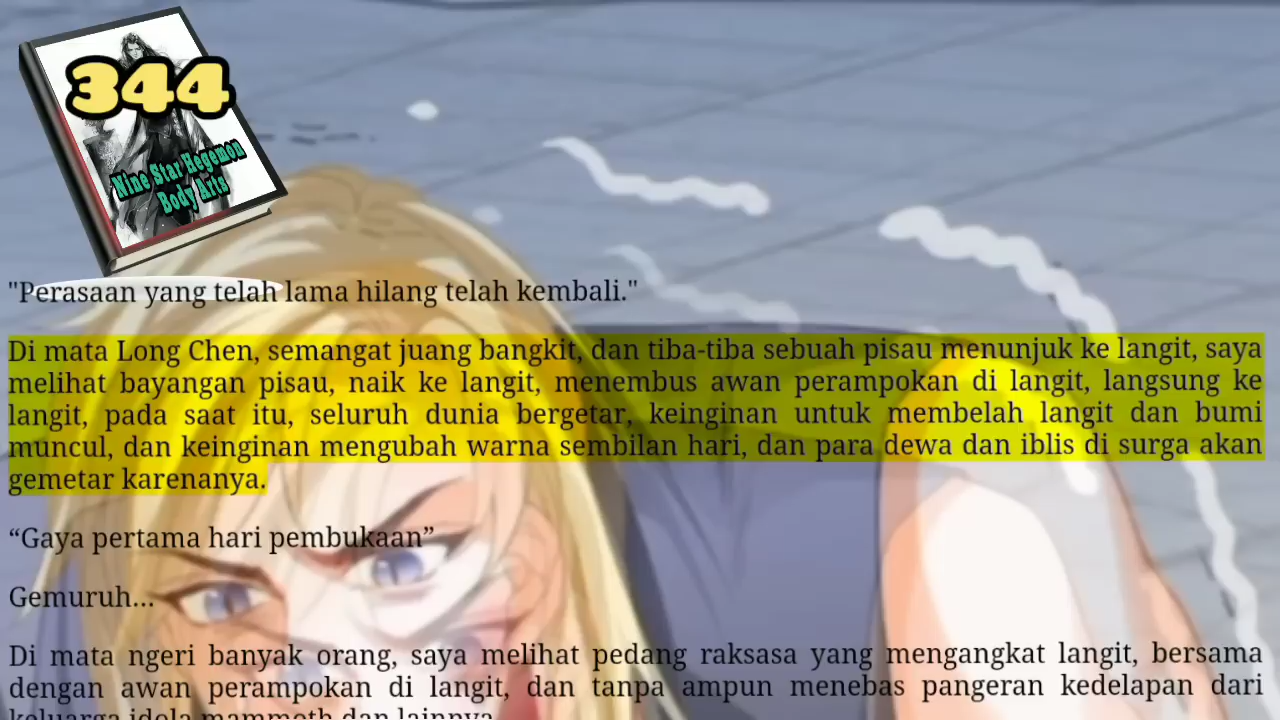 344
Nine Star Hegemon
Body Arts
"Perasaan yang telah lama hilang telah kembali."
Di mata Long Chen, semangat juang bangkit, dan tiba-tiba sebuah pisau menunjuk ke langit, saya
melihat bayangan pisau, naik ke langit, menembus awan perampokan di langit, langsung ke
langit, pada saat itu, seluruh dunia bergetar, keinginan untuk membelah langit dan bumi
muncul, dan keinginan mengubah warna sembilan hari, dan para dewa dan iblis di surga akan
gemetar karenanya.
“Gaya pertama hari pembukaan”
Gemuruh...
Di mata ngeri banyak orang, saya melihat pedang raksasa yang mengangkat langit, bersama
dengan awan perampokan di langit, dan tanpa ampun menebas pangeran kedelapan dari
keluarga idola mammoth dan lainnya